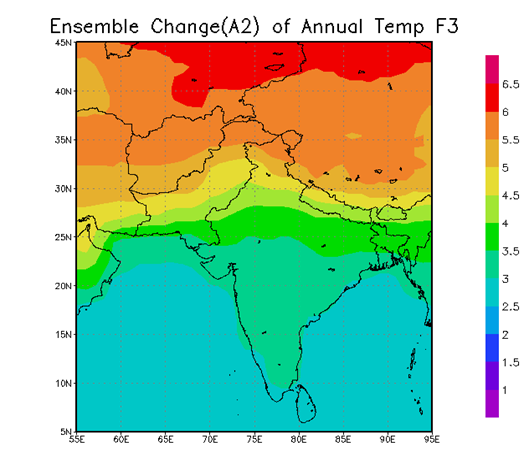 Ensemble Change(A2) of Annual Temp F3
45N
40N
35N
30N
25N
20N
15N
10N
5N
55E 60E 65E 70E 75E 80E 85E 90E 95E
6.5
6
5.5
5
4.5
4
3.5
3
2.5
2
1.5
1